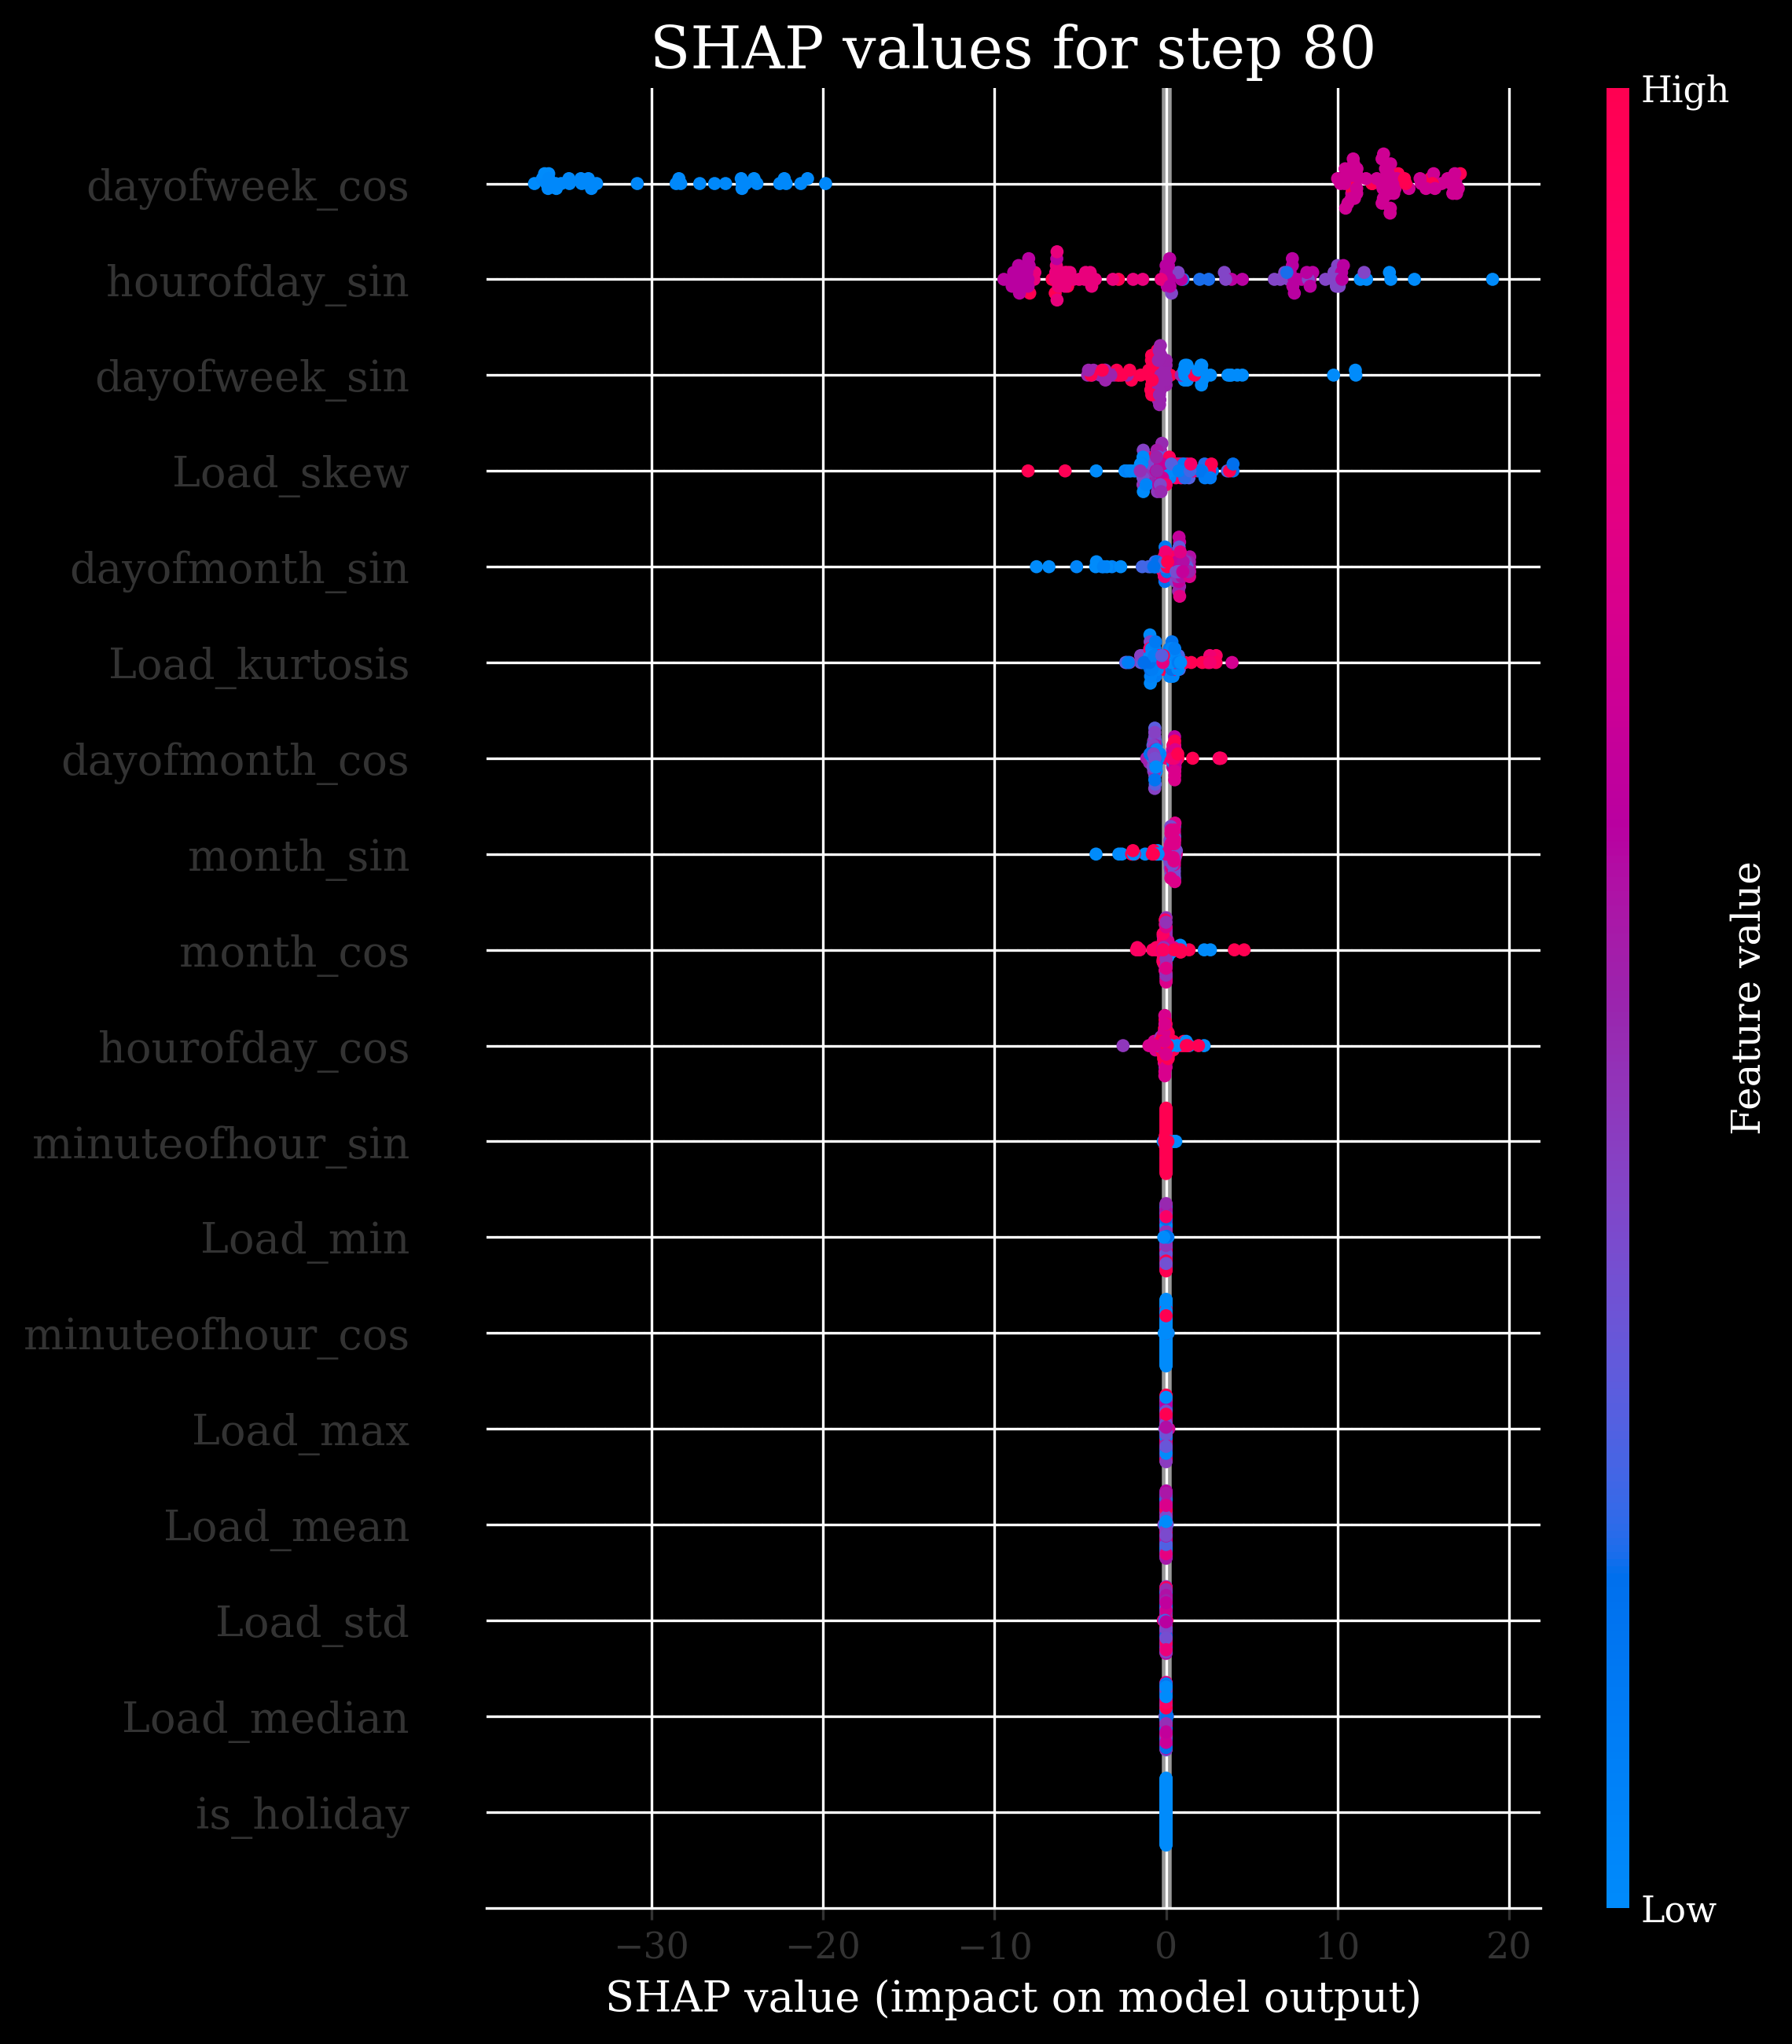 SHAP values for step 80
High
dayofweek_cos
hourofday_sin
dayofweek_sin
Load_skew
dayofmonth_sin
Load_kurtosis
dayofmonth_cos
month_sin
month_cos
hourofday_cos
minuteofhour_sin
Load_min
minuteofhour_cos
Load_max
Load_mean
Load_std
Load_median
is_holiday
Feature value
Low
−30 −20 −10 0 10 20
SHAP value (impact on model output)